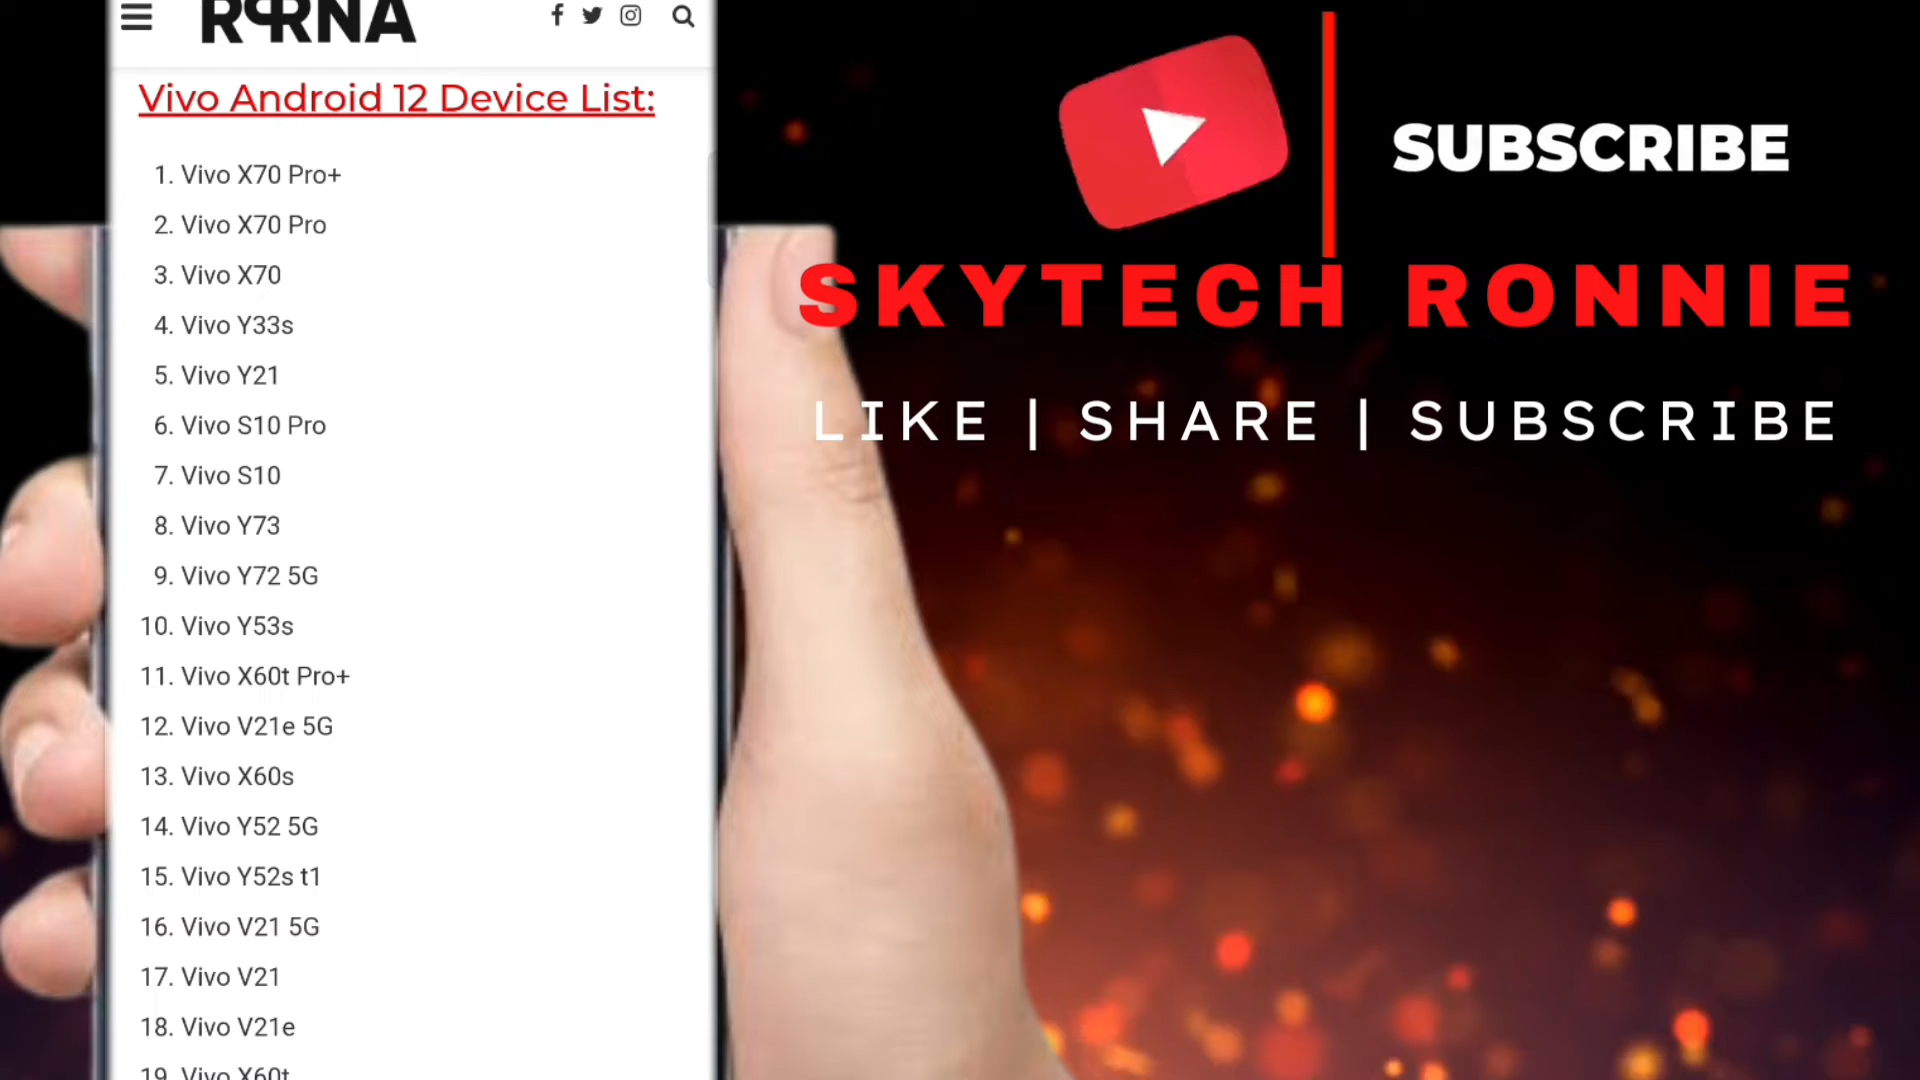 Vivo Android 12 Device List:
1. Vivo X70 Pro+
2. Vivo X70 Pro
3. Vivo X70
4. Vivo Y33s
5. Vivo Y21
6. Vivo S10 Pro
7. Vivo S10
8. Vivo Y73
9. Vivo Y72 5G
10. Vivo Y53s
11. Vivo X60t Pro+
12. Vivo V21e 5G
13. Vivo X60s
14. Vivo Y52 5G
15. Vivo Y52s t1
16. Vivo V21 5G
17. Vivo V21
18. Vivo V21e
19. Vivo X60t
SUBSCRIBE
SKYTECH RONNIE
LIKE | SHARE | SUBSCRIBE